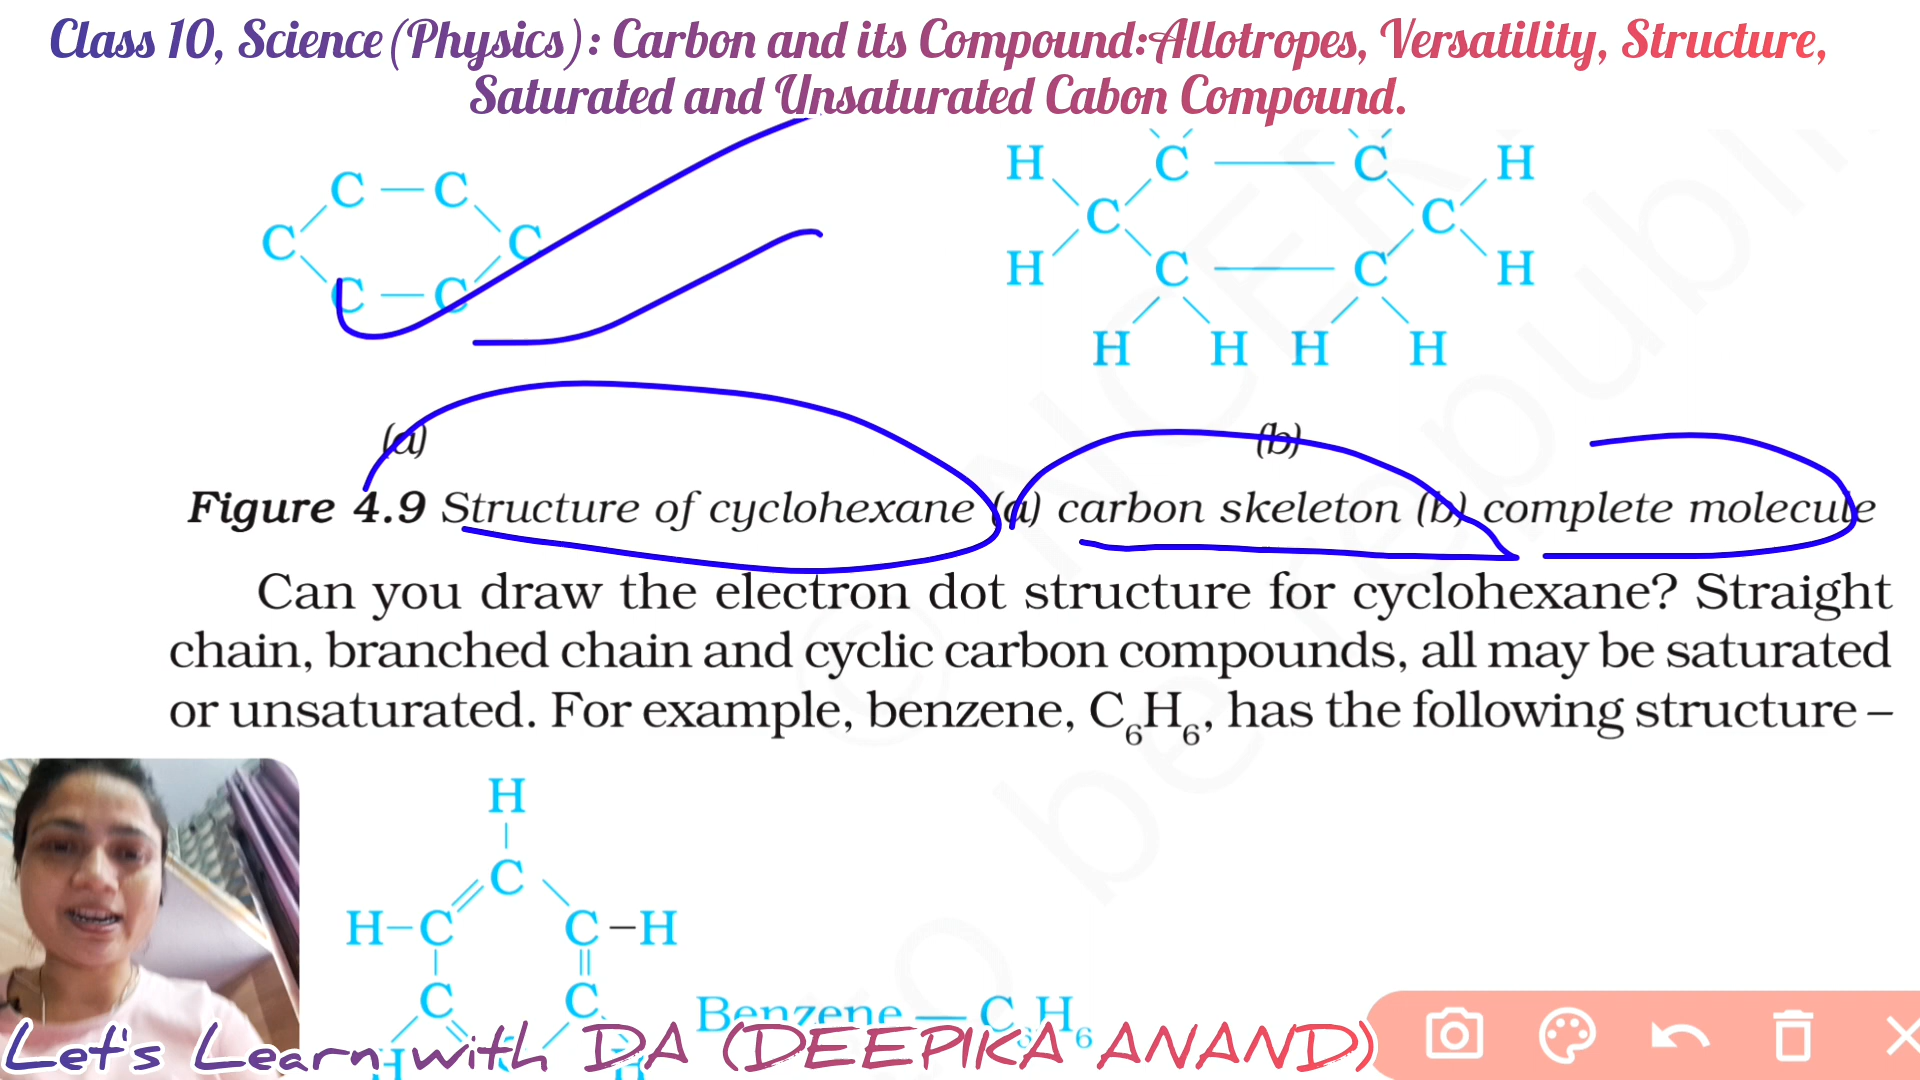 Class 10, Science (Physics): Carbon and its Compound:Allotropes, Versatility, Structure,
Saturated and Unsaturated Cabon Compound.
H C C H
C — C
C C
C C
H C C H
C — C
H H H H
(a) (b)
Figure 4.9 Structure of cyclohexane (a) carbon skeleton (b) complete molecule
Can you draw the electron dot structure for cyclohexane? Straight
chain, branched chain and cyclic carbon compounds, all may be saturated
or unsaturated. For example, benzene, C6H6, has the following structure –
H
C
H–C C–H
C C
Benzene — C6H6
H H
Let's Learn with DA (DEEPIKA ANAND)